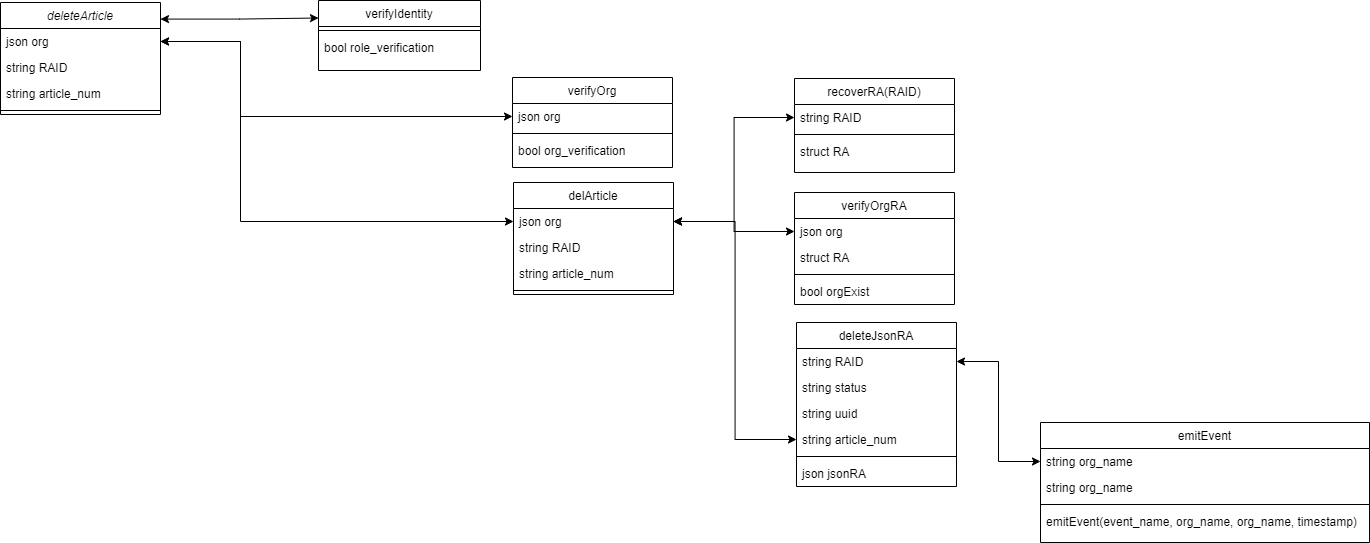 deleteArticle
json org
string RAID
string article_num
verifyIdentity
bool role_verification
verifyOrg
json org
bool org_verification
delArticle
json org
string RAID
string article_num
recoverRA(RAID)
string RAID
struct RA
verifyOrgRA
json org
struct RA
bool orgExist
deleteJsonRA
string RAID
string status
string uuid
string article_num
json jsonRA
emitEvent
string org_name
string org_name
emitEvent(event_name, org_name, org_name, timestamp)